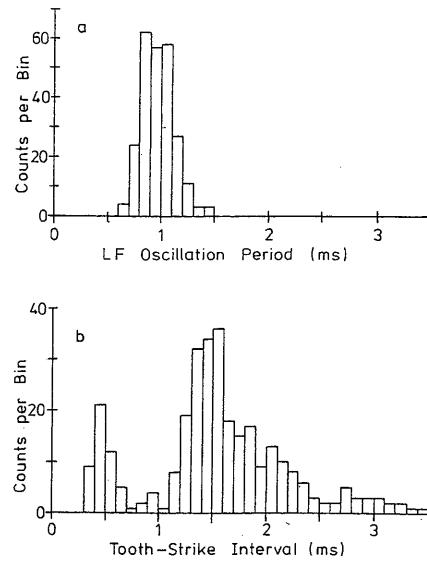 60
a
40
20
0
Counts per Bin
0 1 2 3
LF Oscillation Period (ms)
40
b
20
0
Counts per Bin
0 1 2 3
Tooth-Strike Interval (ms)